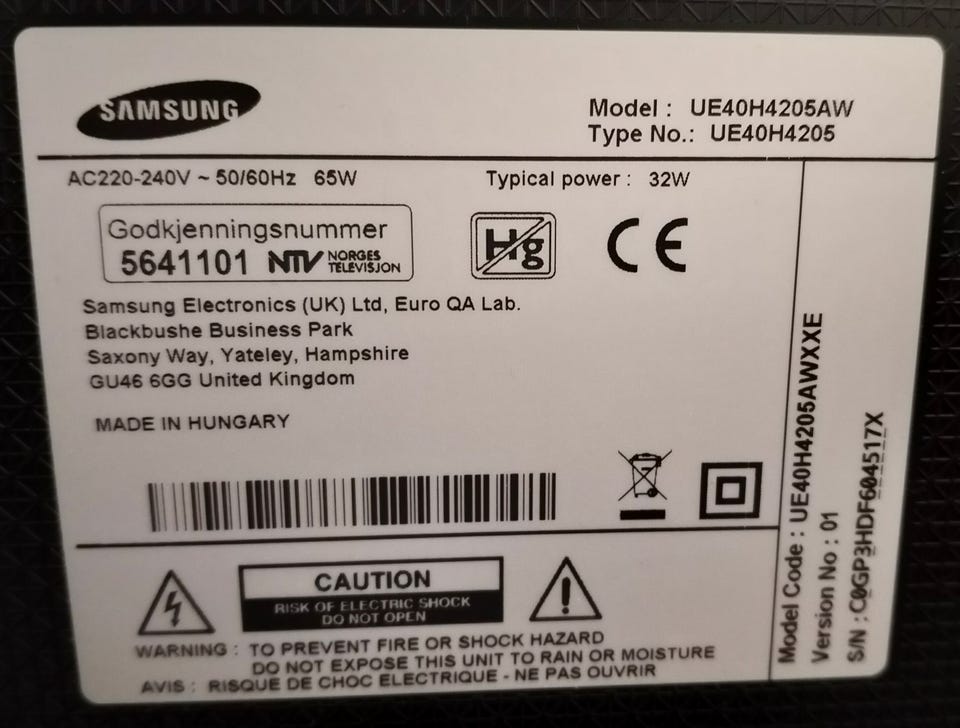 SAMSUNG
Model : UE40H4205AW
Type No.: UE40H4205
AC220-240V ~ 50/60Hz 65W
Typical power : 32W
Godkjenningsnummer
5641101 NTV NORGES
TELEVISJON
Hg
CE
Samsung Electronics (UK) Ltd, Euro QA Lab.
Blackbushe Business Park
Saxony Way, Yateley, Hampshire
GU46 6GG United Kingdom
MADE IN HUNGARY
CAUTION
RISK OF ELECTRIC SHOCK
DO NOT OPEN
WARNING : TO PREVENT FIRE OR SHOCK HAZARD
DO NOT EXPOSE THIS UNIT TO RAIN OR MOISTURE
AVIS : RISQUE DE CHOC ELECTRIQUE - NE PAS OUVRIR
Model Code : UE40H4205AWXXE
Version No : 01
S/N : C0GP3HDF604517X